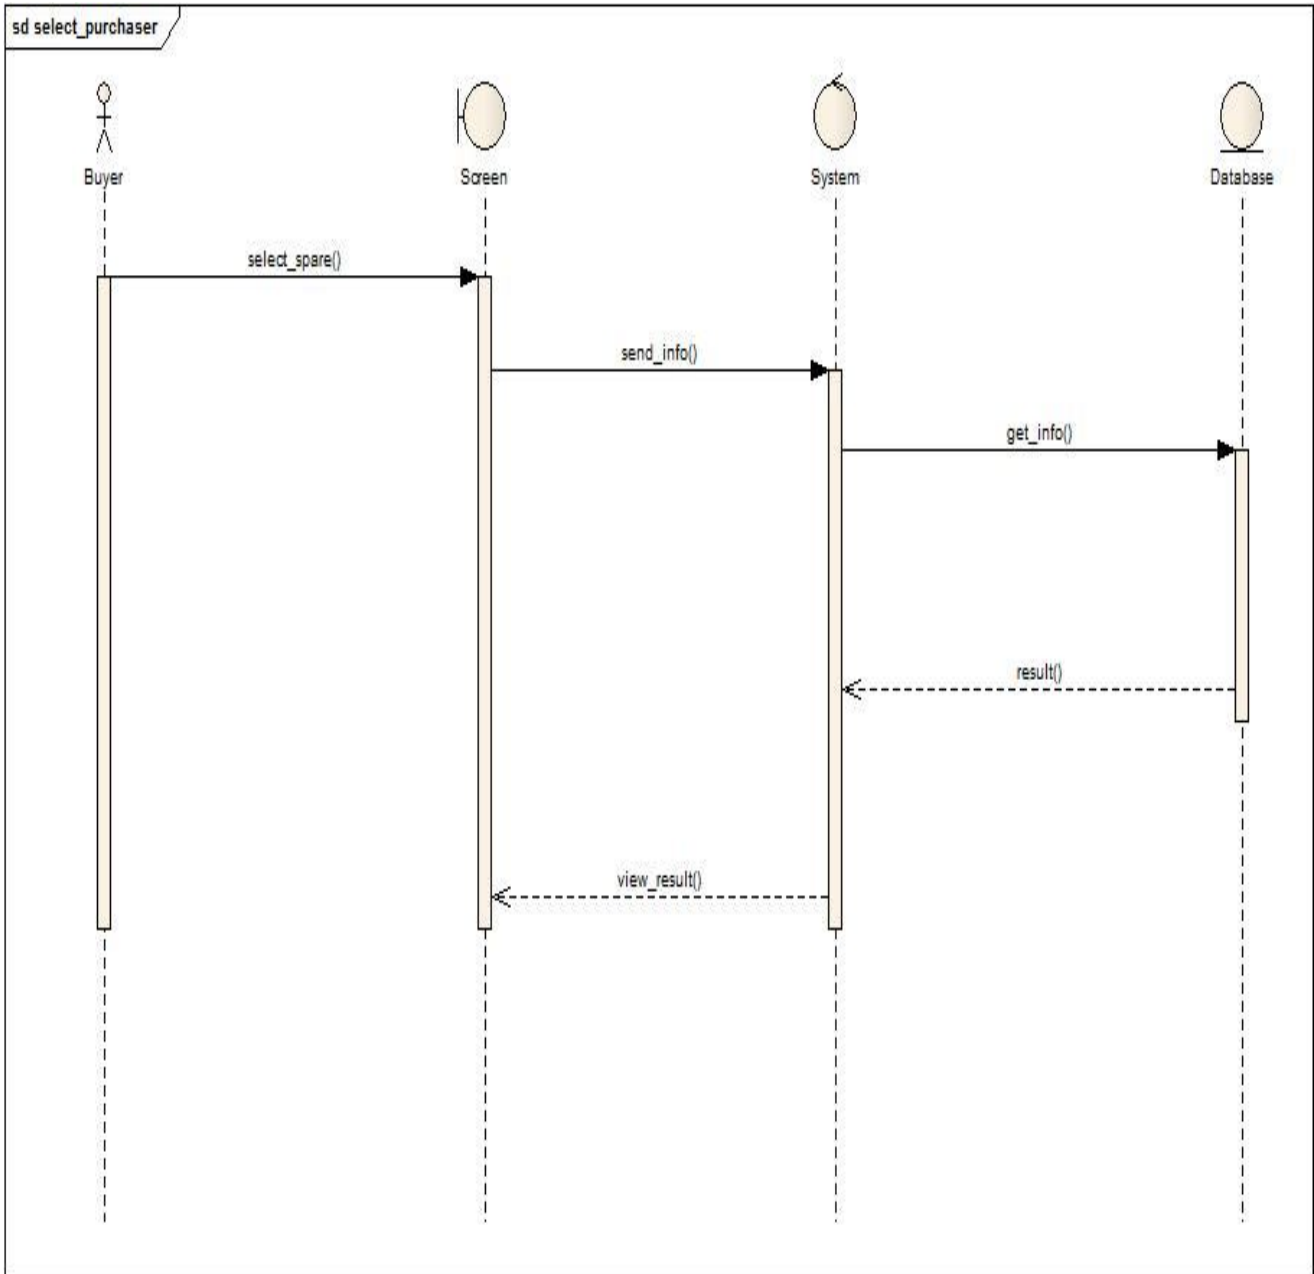 sd select_purchaser
Buyer
Screen
System
Database
select_spare()
send_info()
get_info()
result()
view_result()